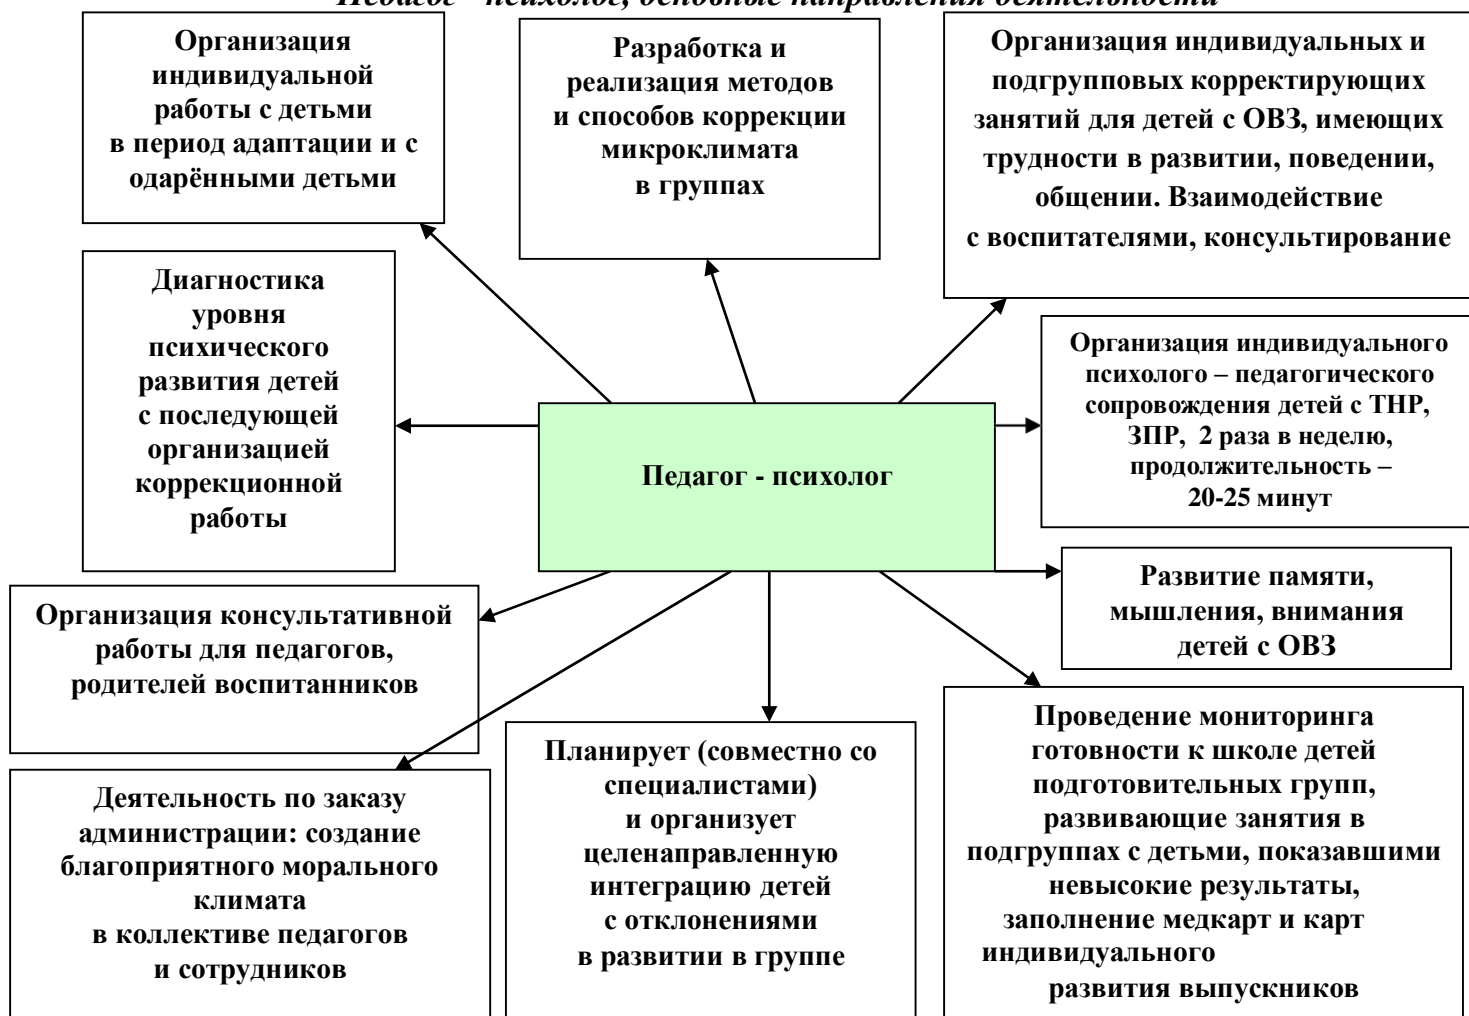 Педагог - психолог, основные направления деятельности
Организация
индивидуальной
работы с детьми
в период адаптации и с
одарёнными детьми
Разработка и
реализация методов
и способов коррекции
микроклимата
в группах
Организация индивидуальных и
подгрупповых корректирующих
занятий для детей с ОВЗ, имеющих
трудности в развитии, поведении,
общении. Взаимодействие
с воспитателями, консультирование
Диагностика
уровня
психического
развития детей
с последующей
организацией
коррекционной
работы
Организация индивидуального
психолого – педагогического
сопровождения детей с ТНР,
ЗПР, 2 раза в неделю,
продолжительность –
20-25 минут
Педагог - психолог
Развитие памяти,
мышления, внимания
детей с ОВЗ
Организация консультативной
работы для педагогов,
родителей воспитанников
Деятельность по заказу
администрации: создание
благоприятного морального
климата
в коллективе педагогов
и сотрудников
Планирует (совместно со
специалистами)
и организует
целенаправленную
интеграцию детей
с отклонениями
в развитии в группе
Проведение мониторинга
готовности к школе детей
подготовительных групп,
развивающие занятия в
подгруппах с детьми, показавшими
невысокие результаты,
заполнение медкарт и карт
индивидуального
развития выпускников